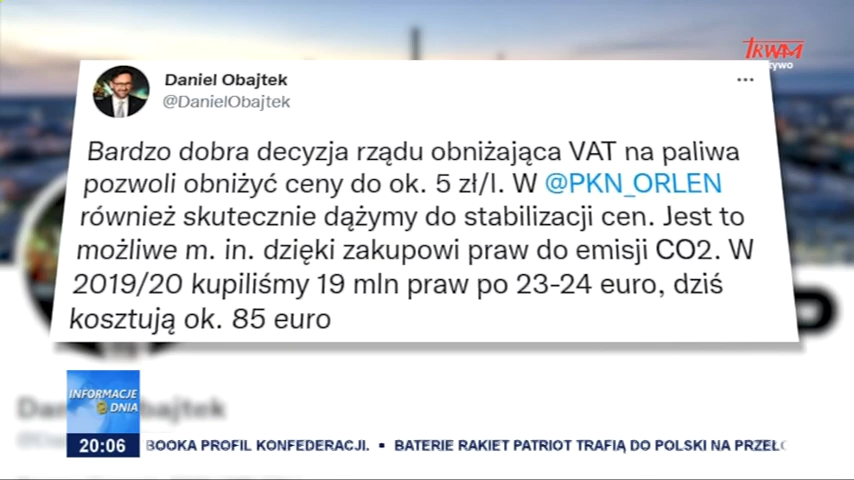 TRWAM
żywo
Daniel Obajtek
@DanielObajtek
Bardzo dobra decyzja rządu obniżająca VAT na paliwa
pozwoli obniżyć ceny do ok. 5 zł/l. W @PKN_ORLEN
również skutecznie dążymy do stabilizacji cen. Jest to
możliwe m. in. dzięki zakupowi praw do emisji CO2. W
2019/20 kupiliśmy 19 mln praw po 23-24 euro, dziś
kosztują ok. 85 euro
INFORMACJE
DNIA
20:06
BOOKA PROFIL KONFEDERACJI. ▪ BATERIE RAKIET PATRIOT TRAFIĄ DO POLSKI NA PRZEŁ